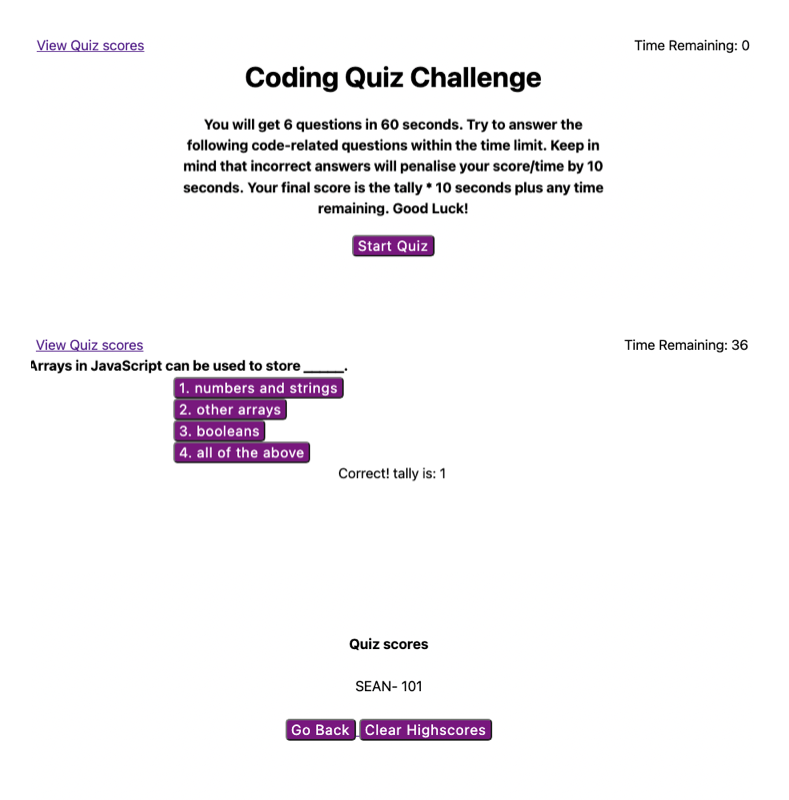 View Quiz scores Time Remaining: 0
Coding Quiz Challenge
You will get 6 questions in 60 seconds. Try to answer the
following code-related questions within the time limit. Keep in
mind that incorrect answers will penalise your score/time by 10
seconds. Your final score is the tally * 10 seconds plus any time
remaining. Good Luck!
Start Quiz
View Quiz scores Time Remaining: 36
Arrays in JavaScript can be used to store ______.
1. numbers and strings
2. other arrays
3. booleans
4. all of the above
Correct! tally is: 1
Quiz scores
SEAN- 101
Go Back Clear Highscores